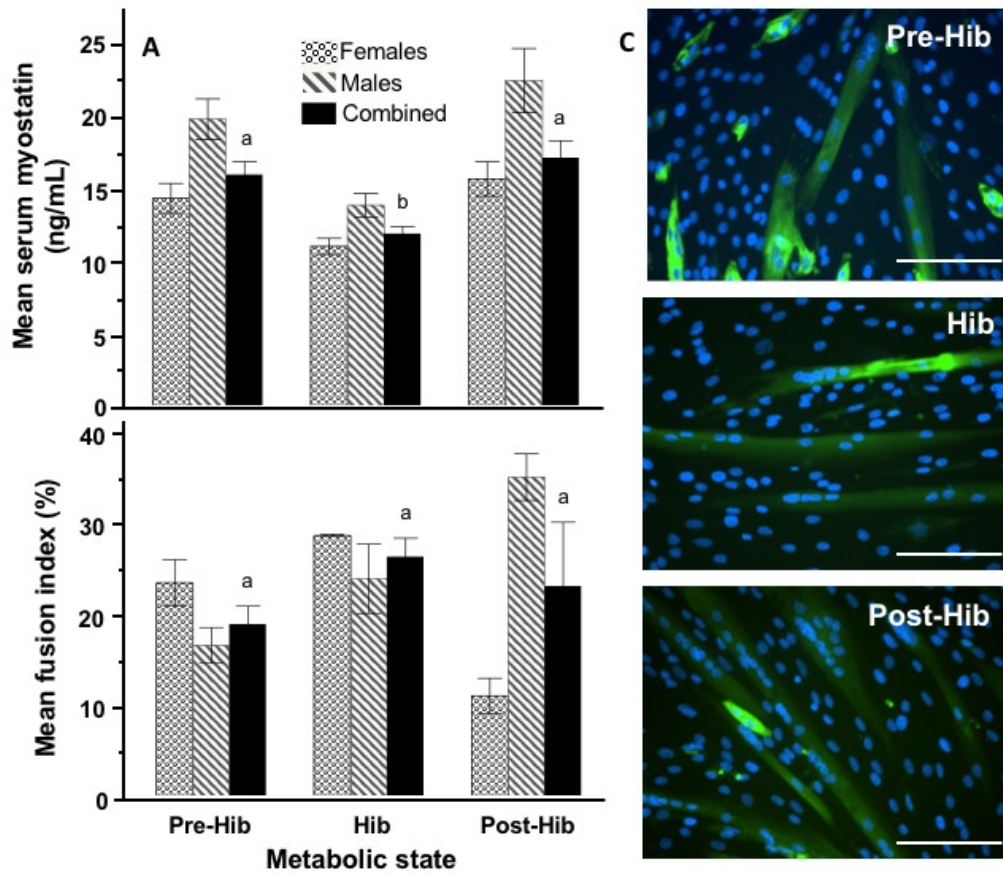 A
Females
Males
Combined
Mean serum myostatin
(ng/mL)
25
20
15
10
5
0
a
b
a
Mean fusion index (%)
40
30
20
10
0
a
a
a
Pre-Hib
Hib
Post-Hib
Metabolic state
C
Pre-Hib
Hib
Post-Hib